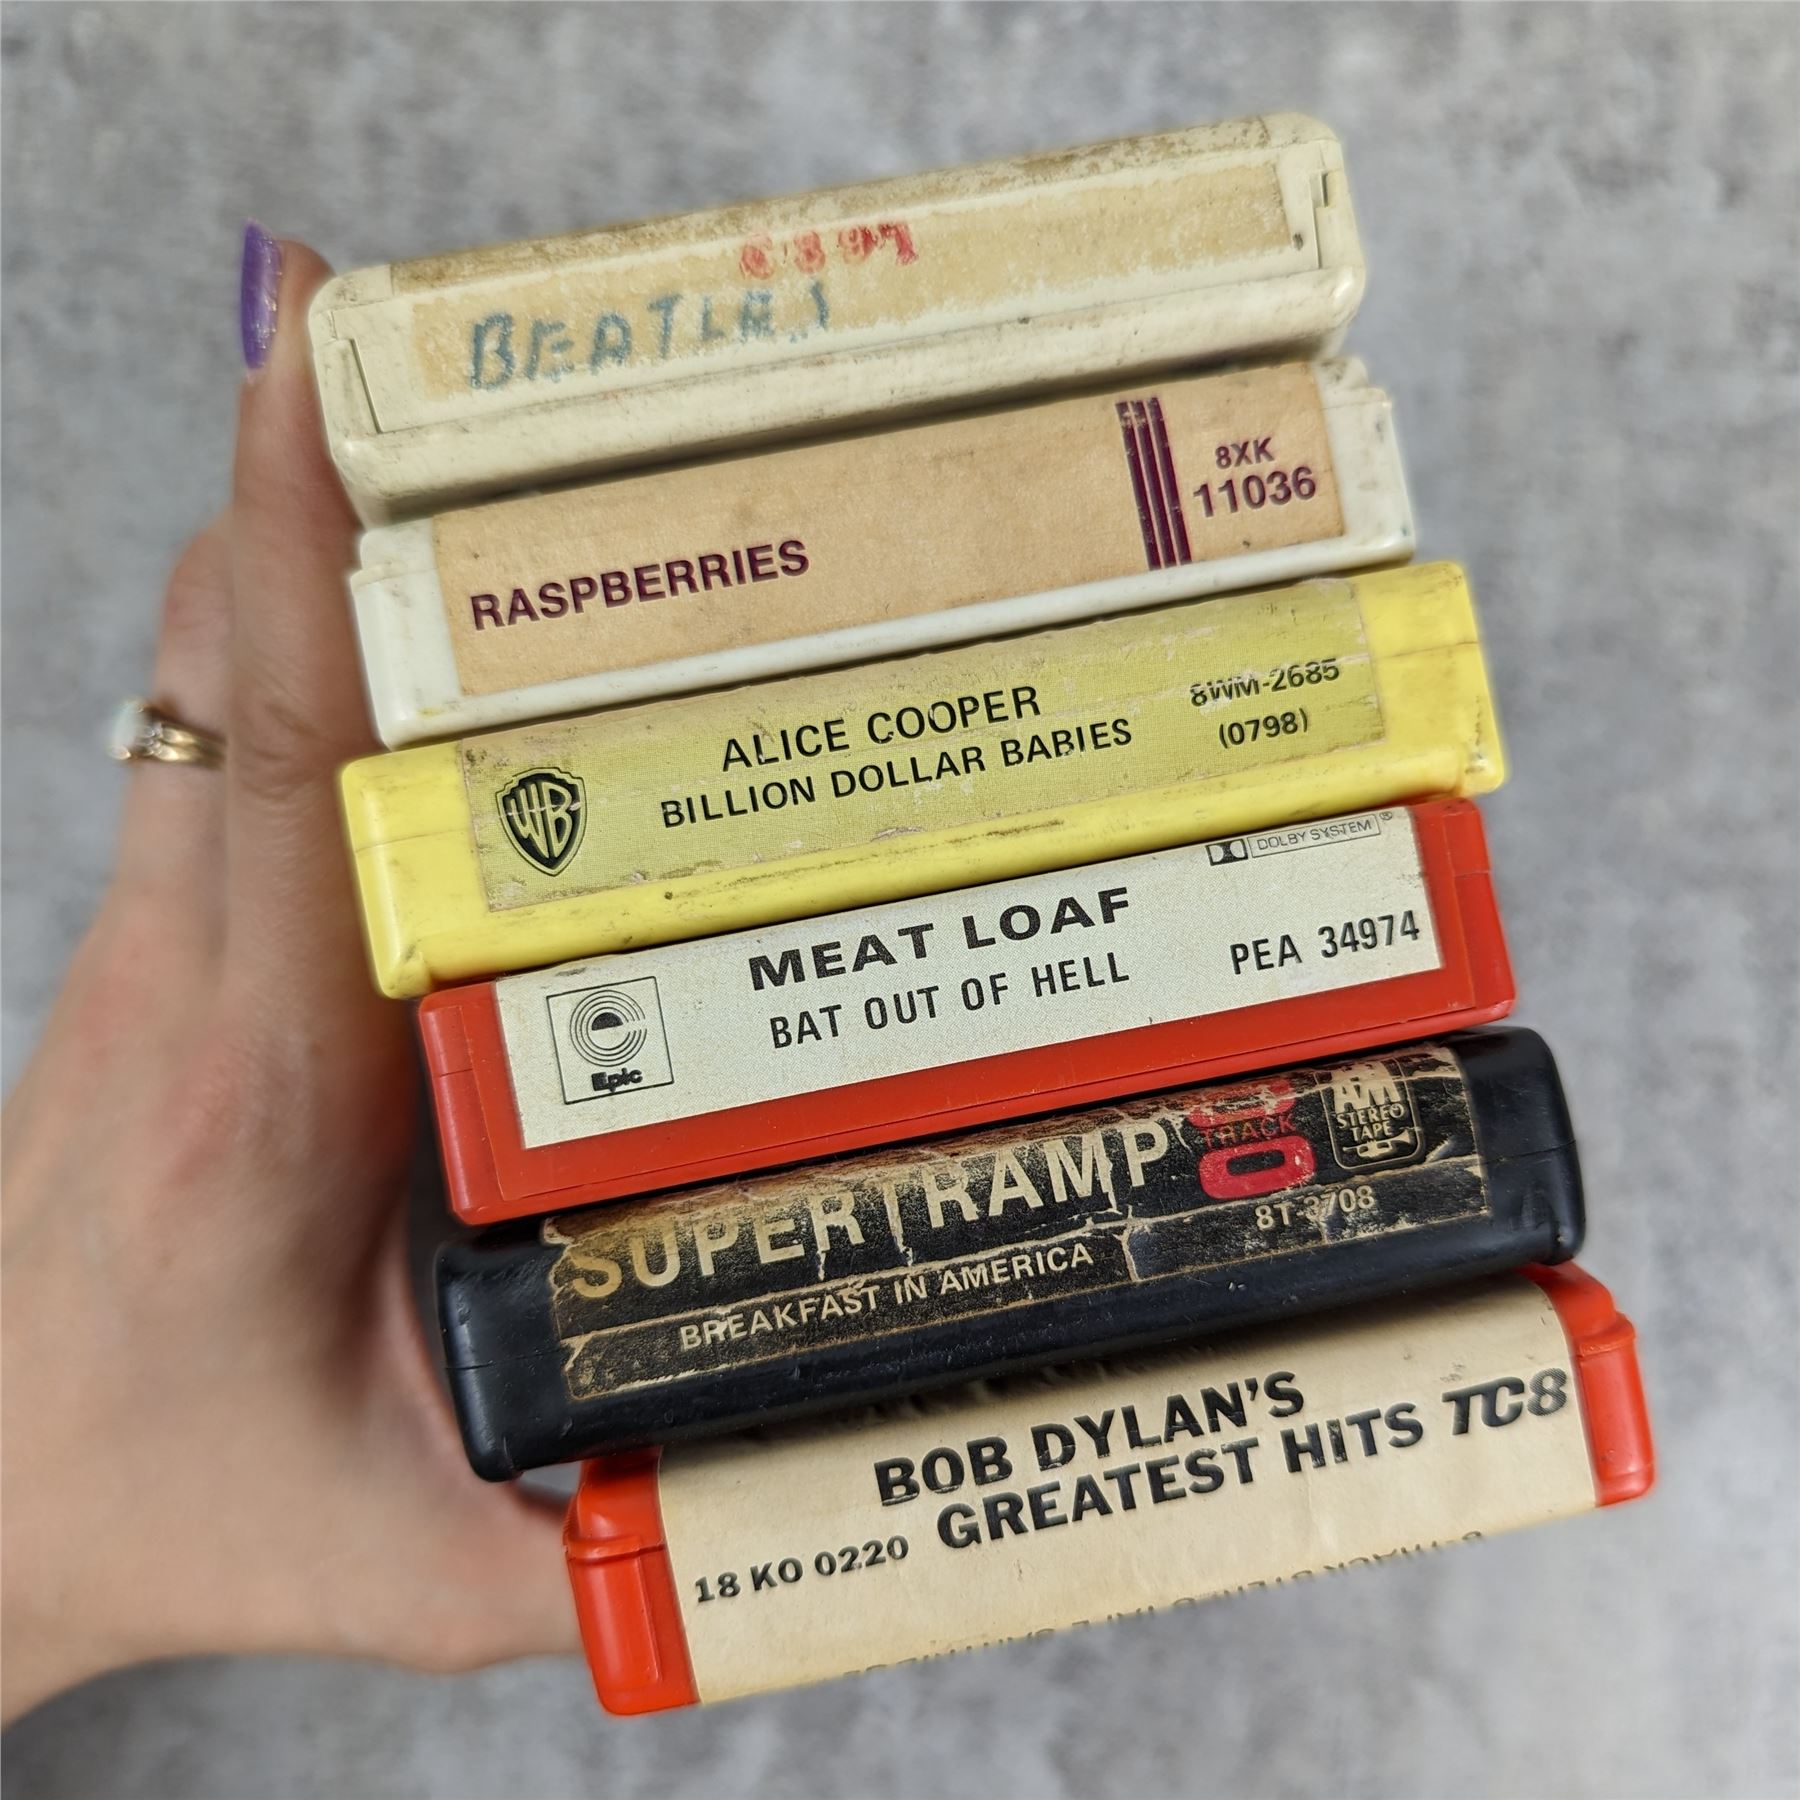 BEATLES
RASPBERRIES
8XK
11036
ALICE COOPER
BILLION DOLLAR BABIES
8WM-2685
(0798)
WB
DOLBY SYSTEM®
MEAT LOAF
BAT OUT OF HELL
PEA 34974
Epic
SUPERTRAMP
TRACK
A&M
STEREO
TAPE
8T-3708
BREAKFAST IN AMERICA
BOB DYLAN'S
GREATEST HITS TC8
18 KO 0220